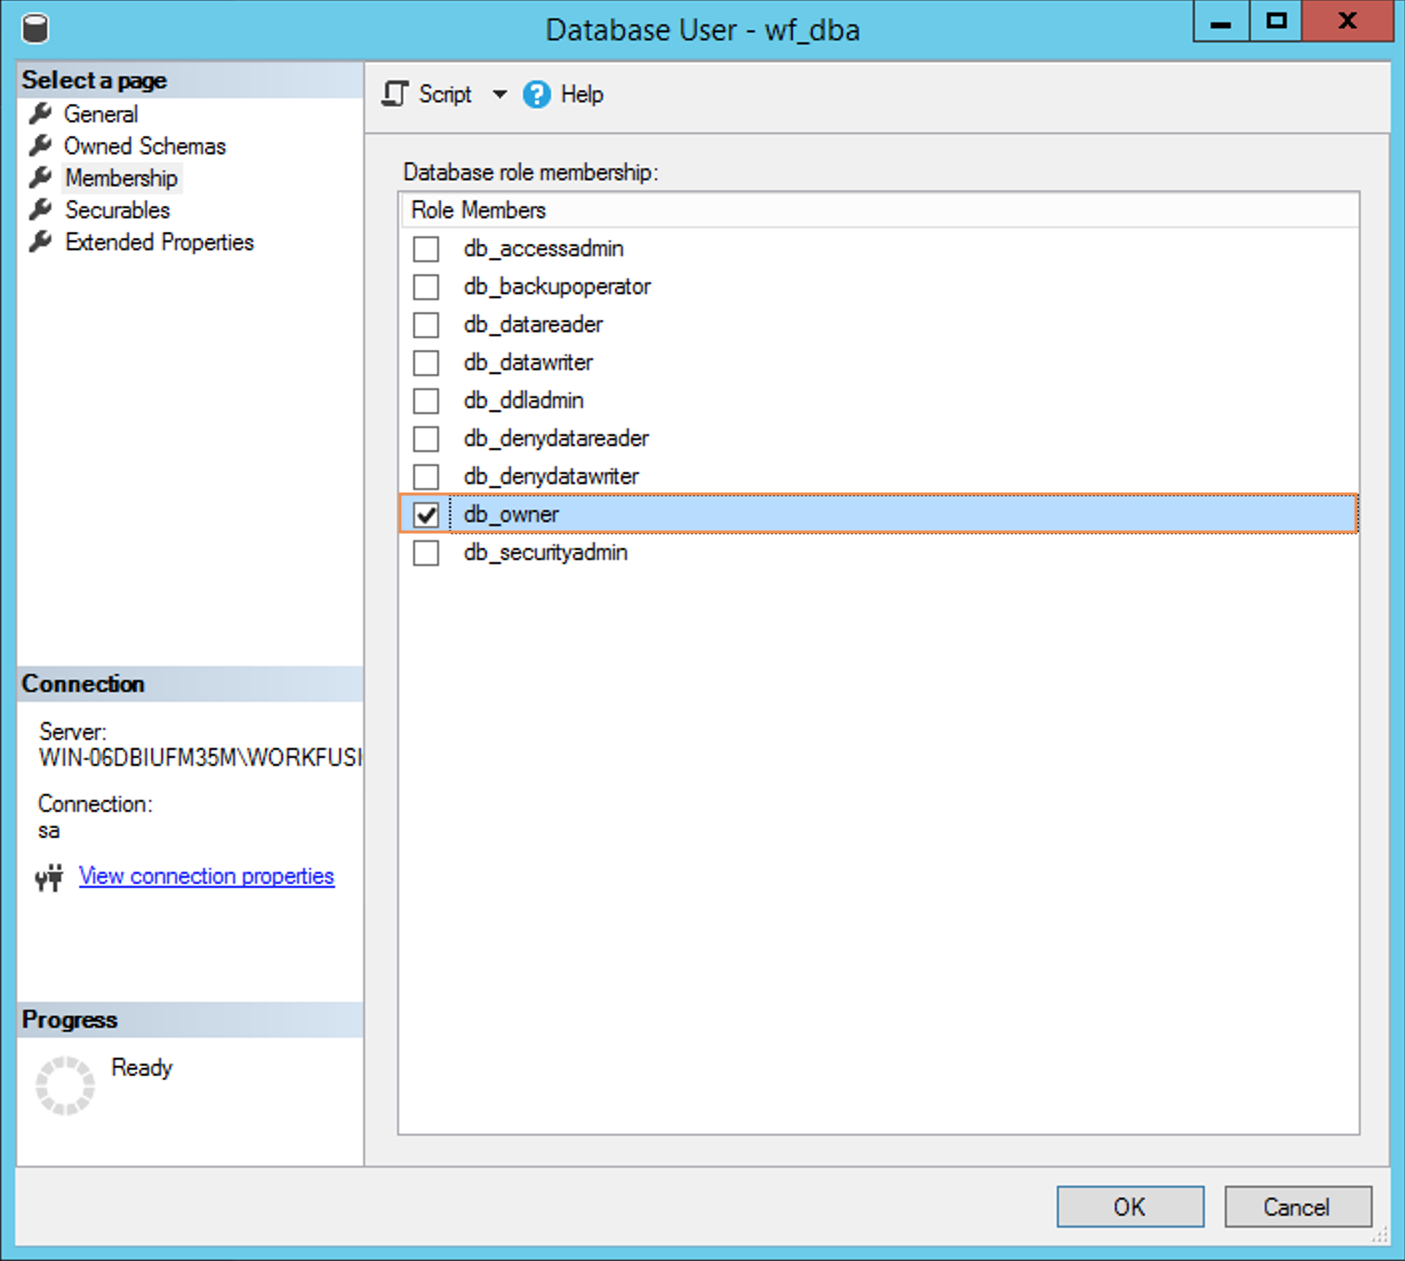 Database User - wf_dba
Select a page
General
Owned Schemas
Membership
Securables
Extended Properties
Script
Help
Database role membership:
Role Members
db_accessadmin
db_backupoperator
db_datareader
db_datawriter
db_ddladmin
db_denydatareader
db_denydatawriter
db_owner
db_securityadmin
Connection
Server:
WIN-06DBIUFM35M\WORKFUSI
Connection:
sa
View connection properties
Progress
Ready
OK
Cancel